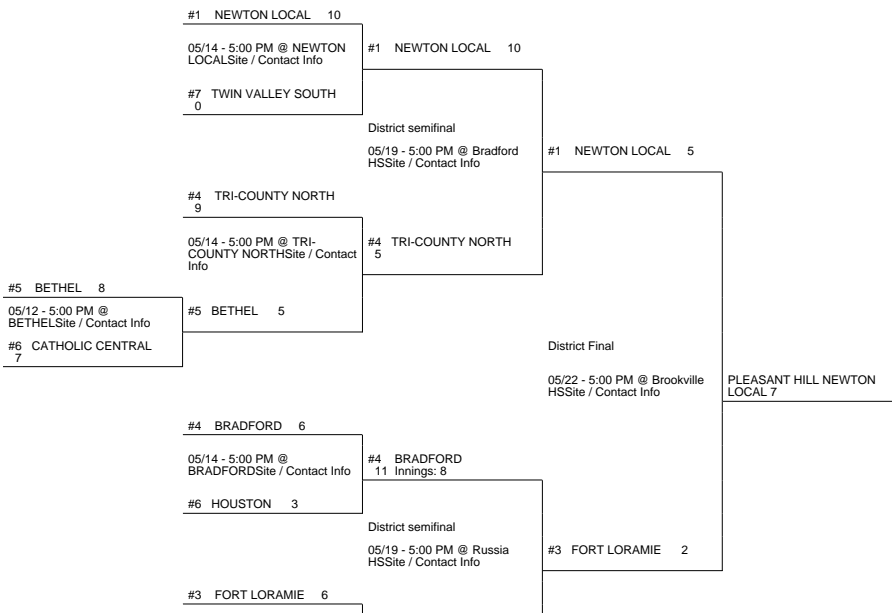 #1 NEWTON LOCAL 10
05/14 - 5:00 PM @ NEWTON
LOCALSite / Contact Info
#7 TWIN VALLEY SOUTH
0
#1 NEWTON LOCAL 10
District semifinal
05/19 - 5:00 PM @ Bradford
HSSite / Contact Info
#1 NEWTON LOCAL 5
#4 TRI-COUNTY NORTH
9
05/14 - 5:00 PM @ TRI-
COUNTY NORTHSite / Contact
Info
#4 TRI-COUNTY NORTH
5
#5 BETHEL 8
05/12 - 5:00 PM @
BETHELSite / Contact Info
#6 CATHOLIC CENTRAL
7
#5 BETHEL 5
District Final
05/22 - 5:00 PM @ Brookville
HSSite / Contact Info
PLEASANT HILL NEWTON
LOCAL 7
#4 BRADFORD 6
05/14 - 5:00 PM @
BRADFORDSite / Contact Info
#6 HOUSTON 3
#4 BRADFORD
11 Innings: 8
District semifinal
05/19 - 5:00 PM @ Russia
HSSite / Contact Info
#3 FORT LORAMIE 2
#3 FORT LORAMIE 6